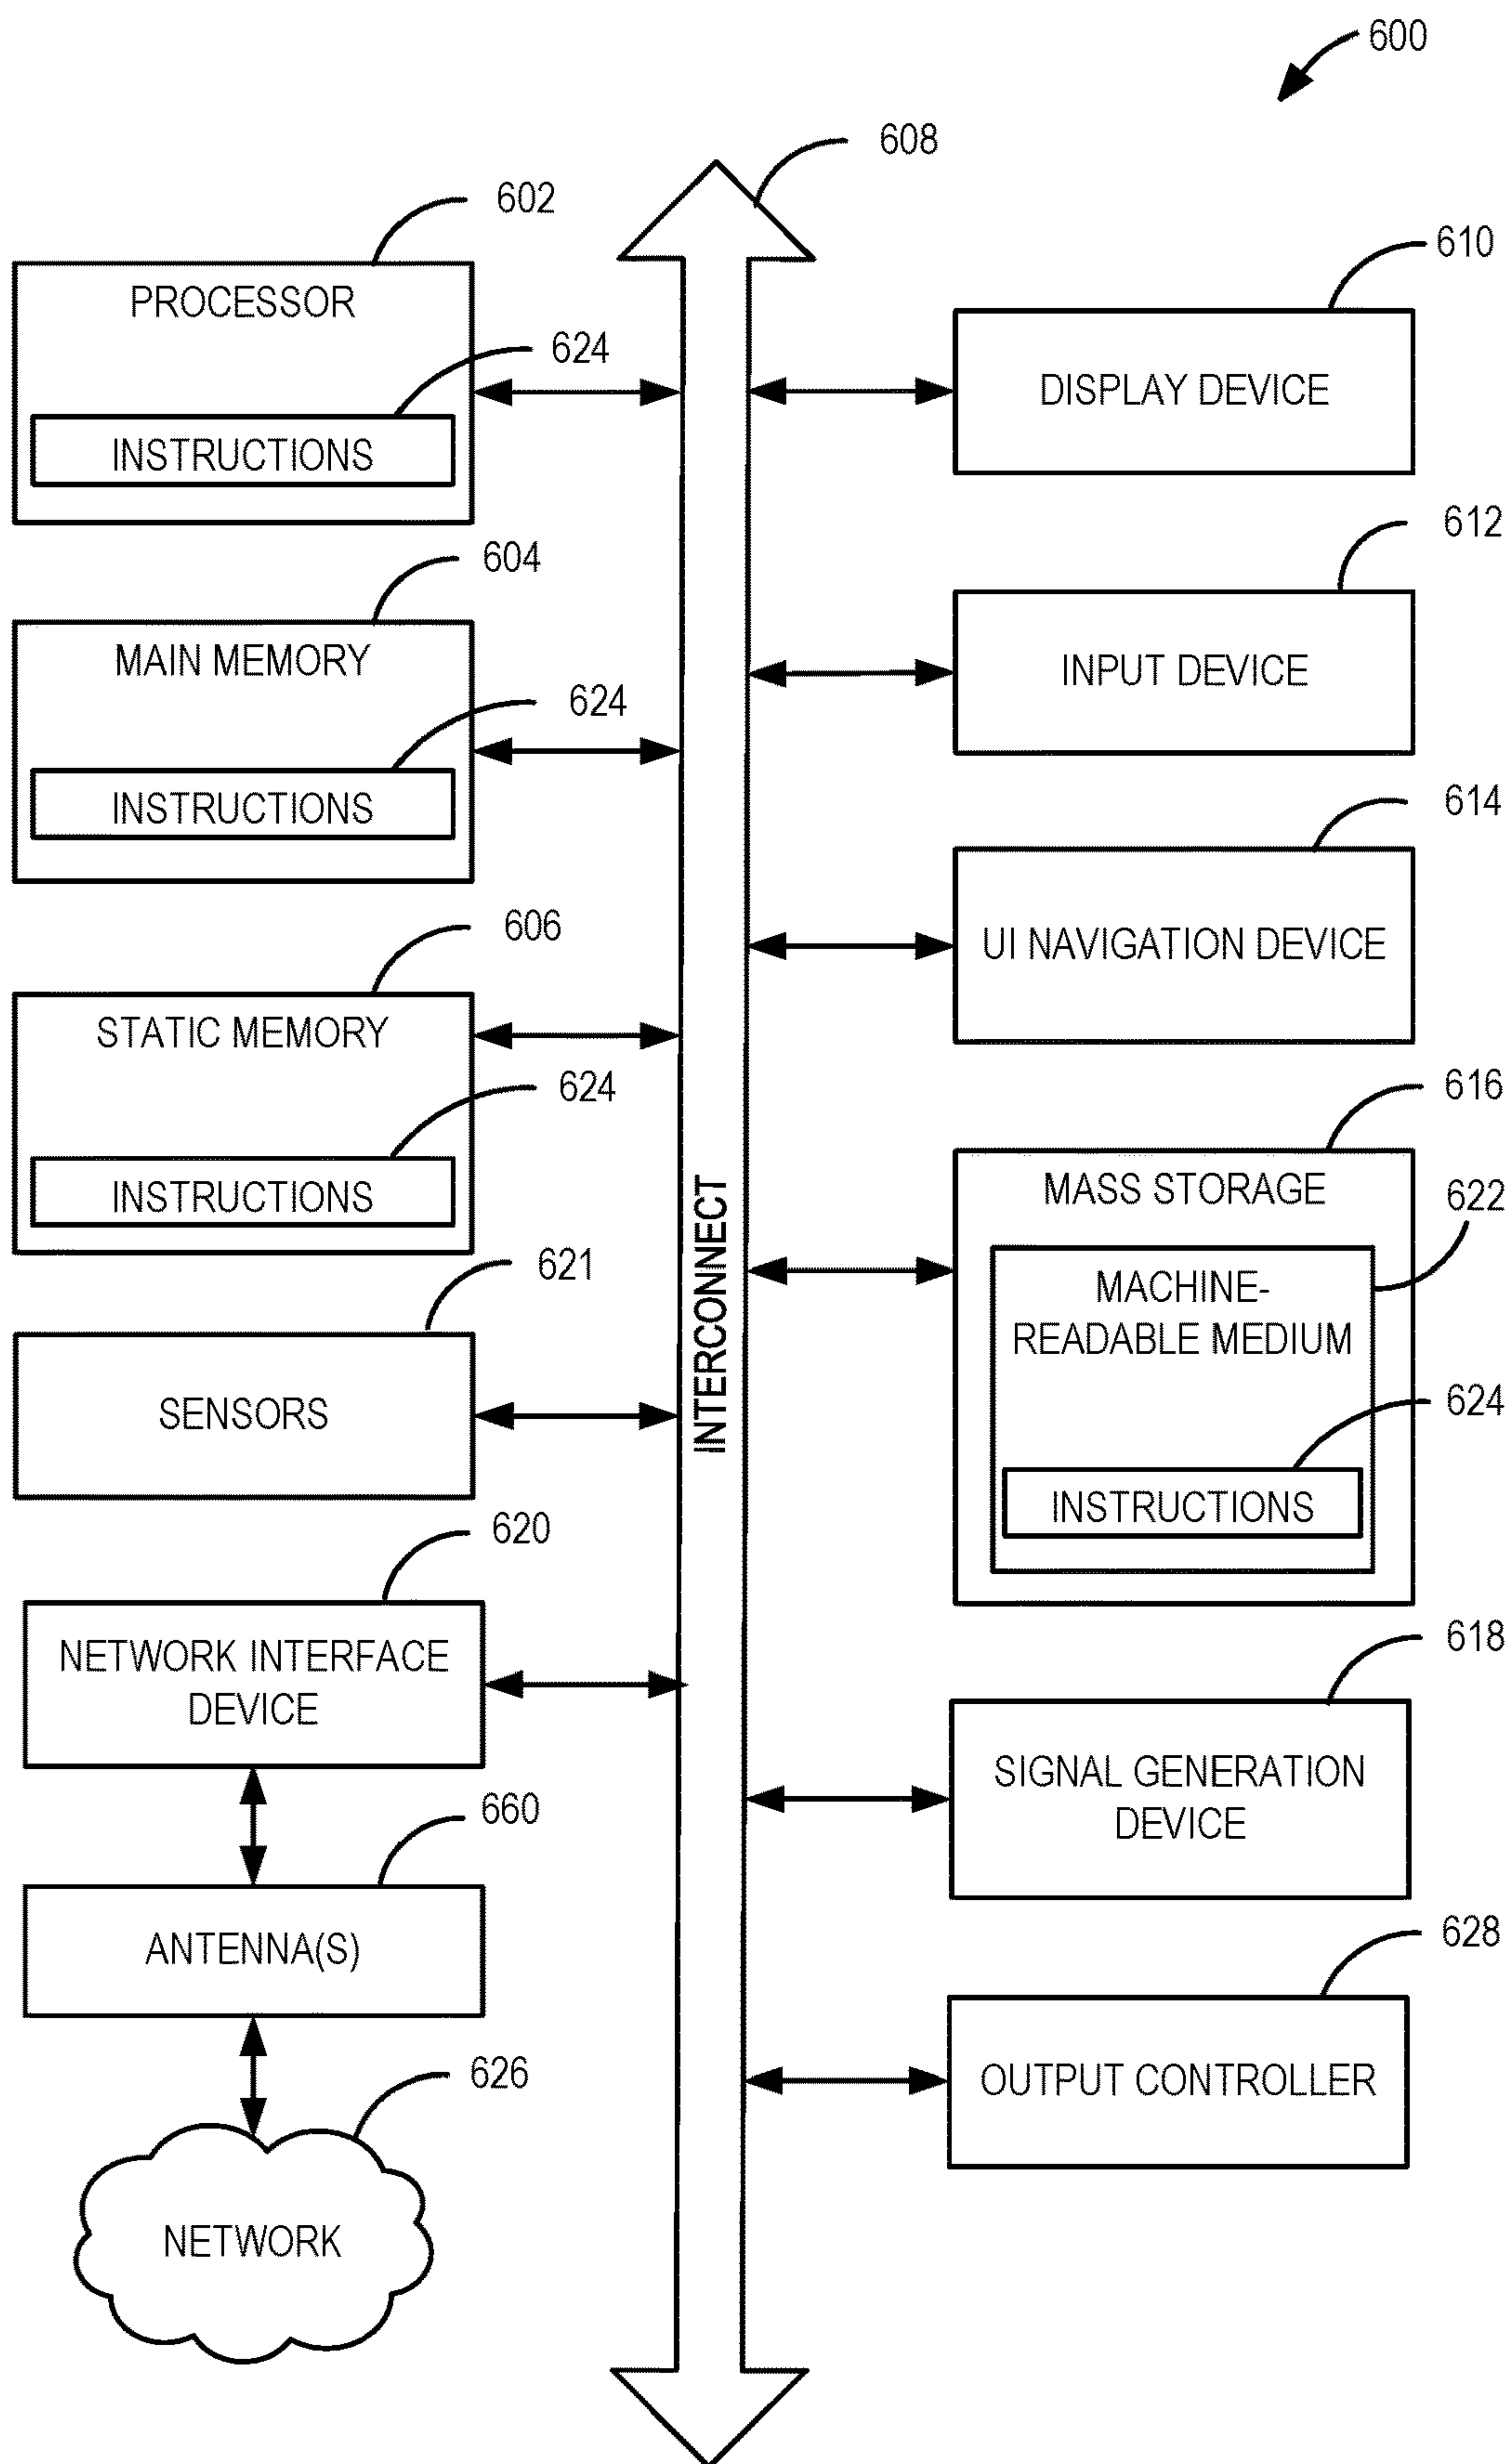 600
608
602
PROCESSOR
624
INSTRUCTIONS
604
MAIN MEMORY
624
INSTRUCTIONS
606
STATIC MEMORY
624
INSTRUCTIONS
621
SENSORS
620
NETWORK INTERFACE
DEVICE
660
ANTENNA(S)
626
NETWORK
INTERCONNECT
610
DISPLAY DEVICE
612
INPUT DEVICE
614
UI NAVIGATION DEVICE
616
MASS STORAGE
622
MACHINE-
READABLE MEDIUM
624
INSTRUCTIONS
618
SIGNAL GENERATION
DEVICE
628
OUTPUT CONTROLLER